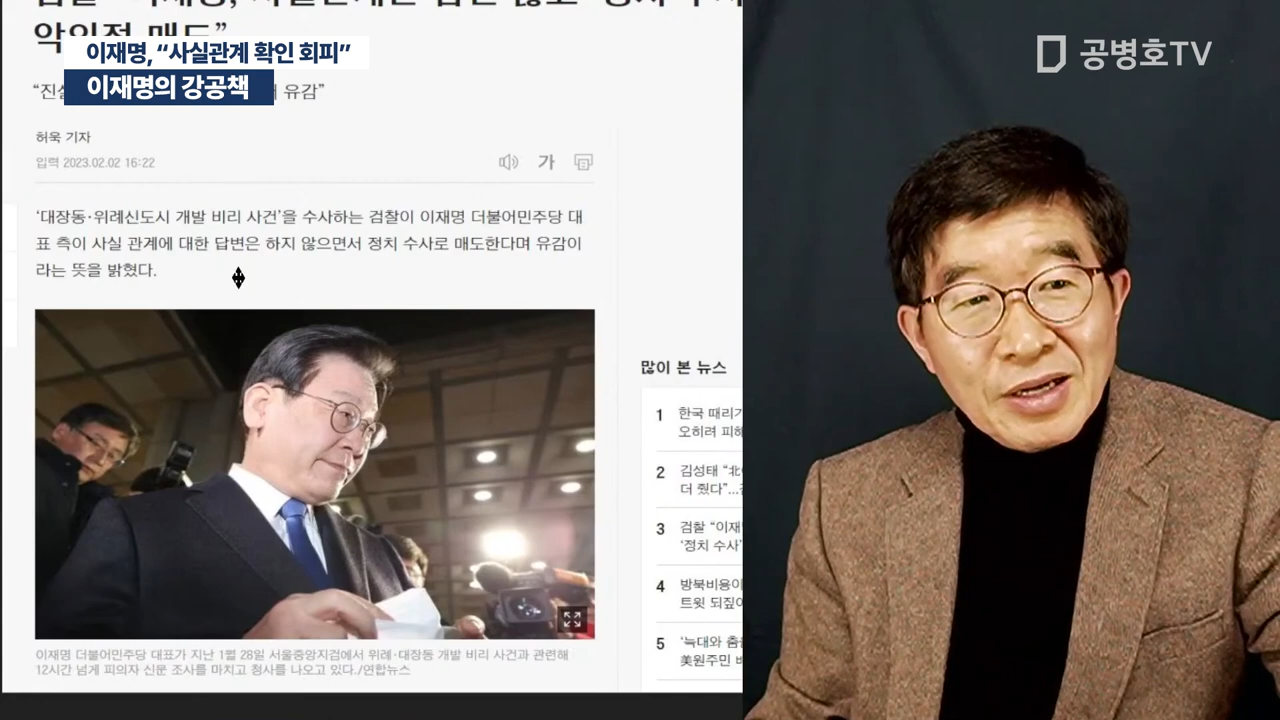 악의적 매도”
이재명, “사실관계 확인 회피”
이재명의 강공책
유감”
공병호TV
허욱 기자
입력 2023.02.02 16:22
가
‘대장동·위례신도시 개발 비리 사건’을 수사하는 검찰이 이재명 더불어민주당 대
표 측이 사실 관계에 대한 답변은 하지 않으면서 정치 수사로 매도한다며 유감이
라는 뜻을 밝혔다.
이재명 더불어민주당 대표가 지난 1월 28일 서울중앙지검에서 위례·대장동 개발 비리 사건과 관련해
12시간 넘게 피의자 신문 조사를 마치고 청사를 나오고 있다./연합뉴스
많이 본 뉴스
1 한국 때리기
오히려 피해
2 김성태 “北
더 줬다”...
3 검찰 “이재
‘정치 수사’
4 방북비용이
트윗 되짚어
5 ‘늑대와 춤을
美원주민